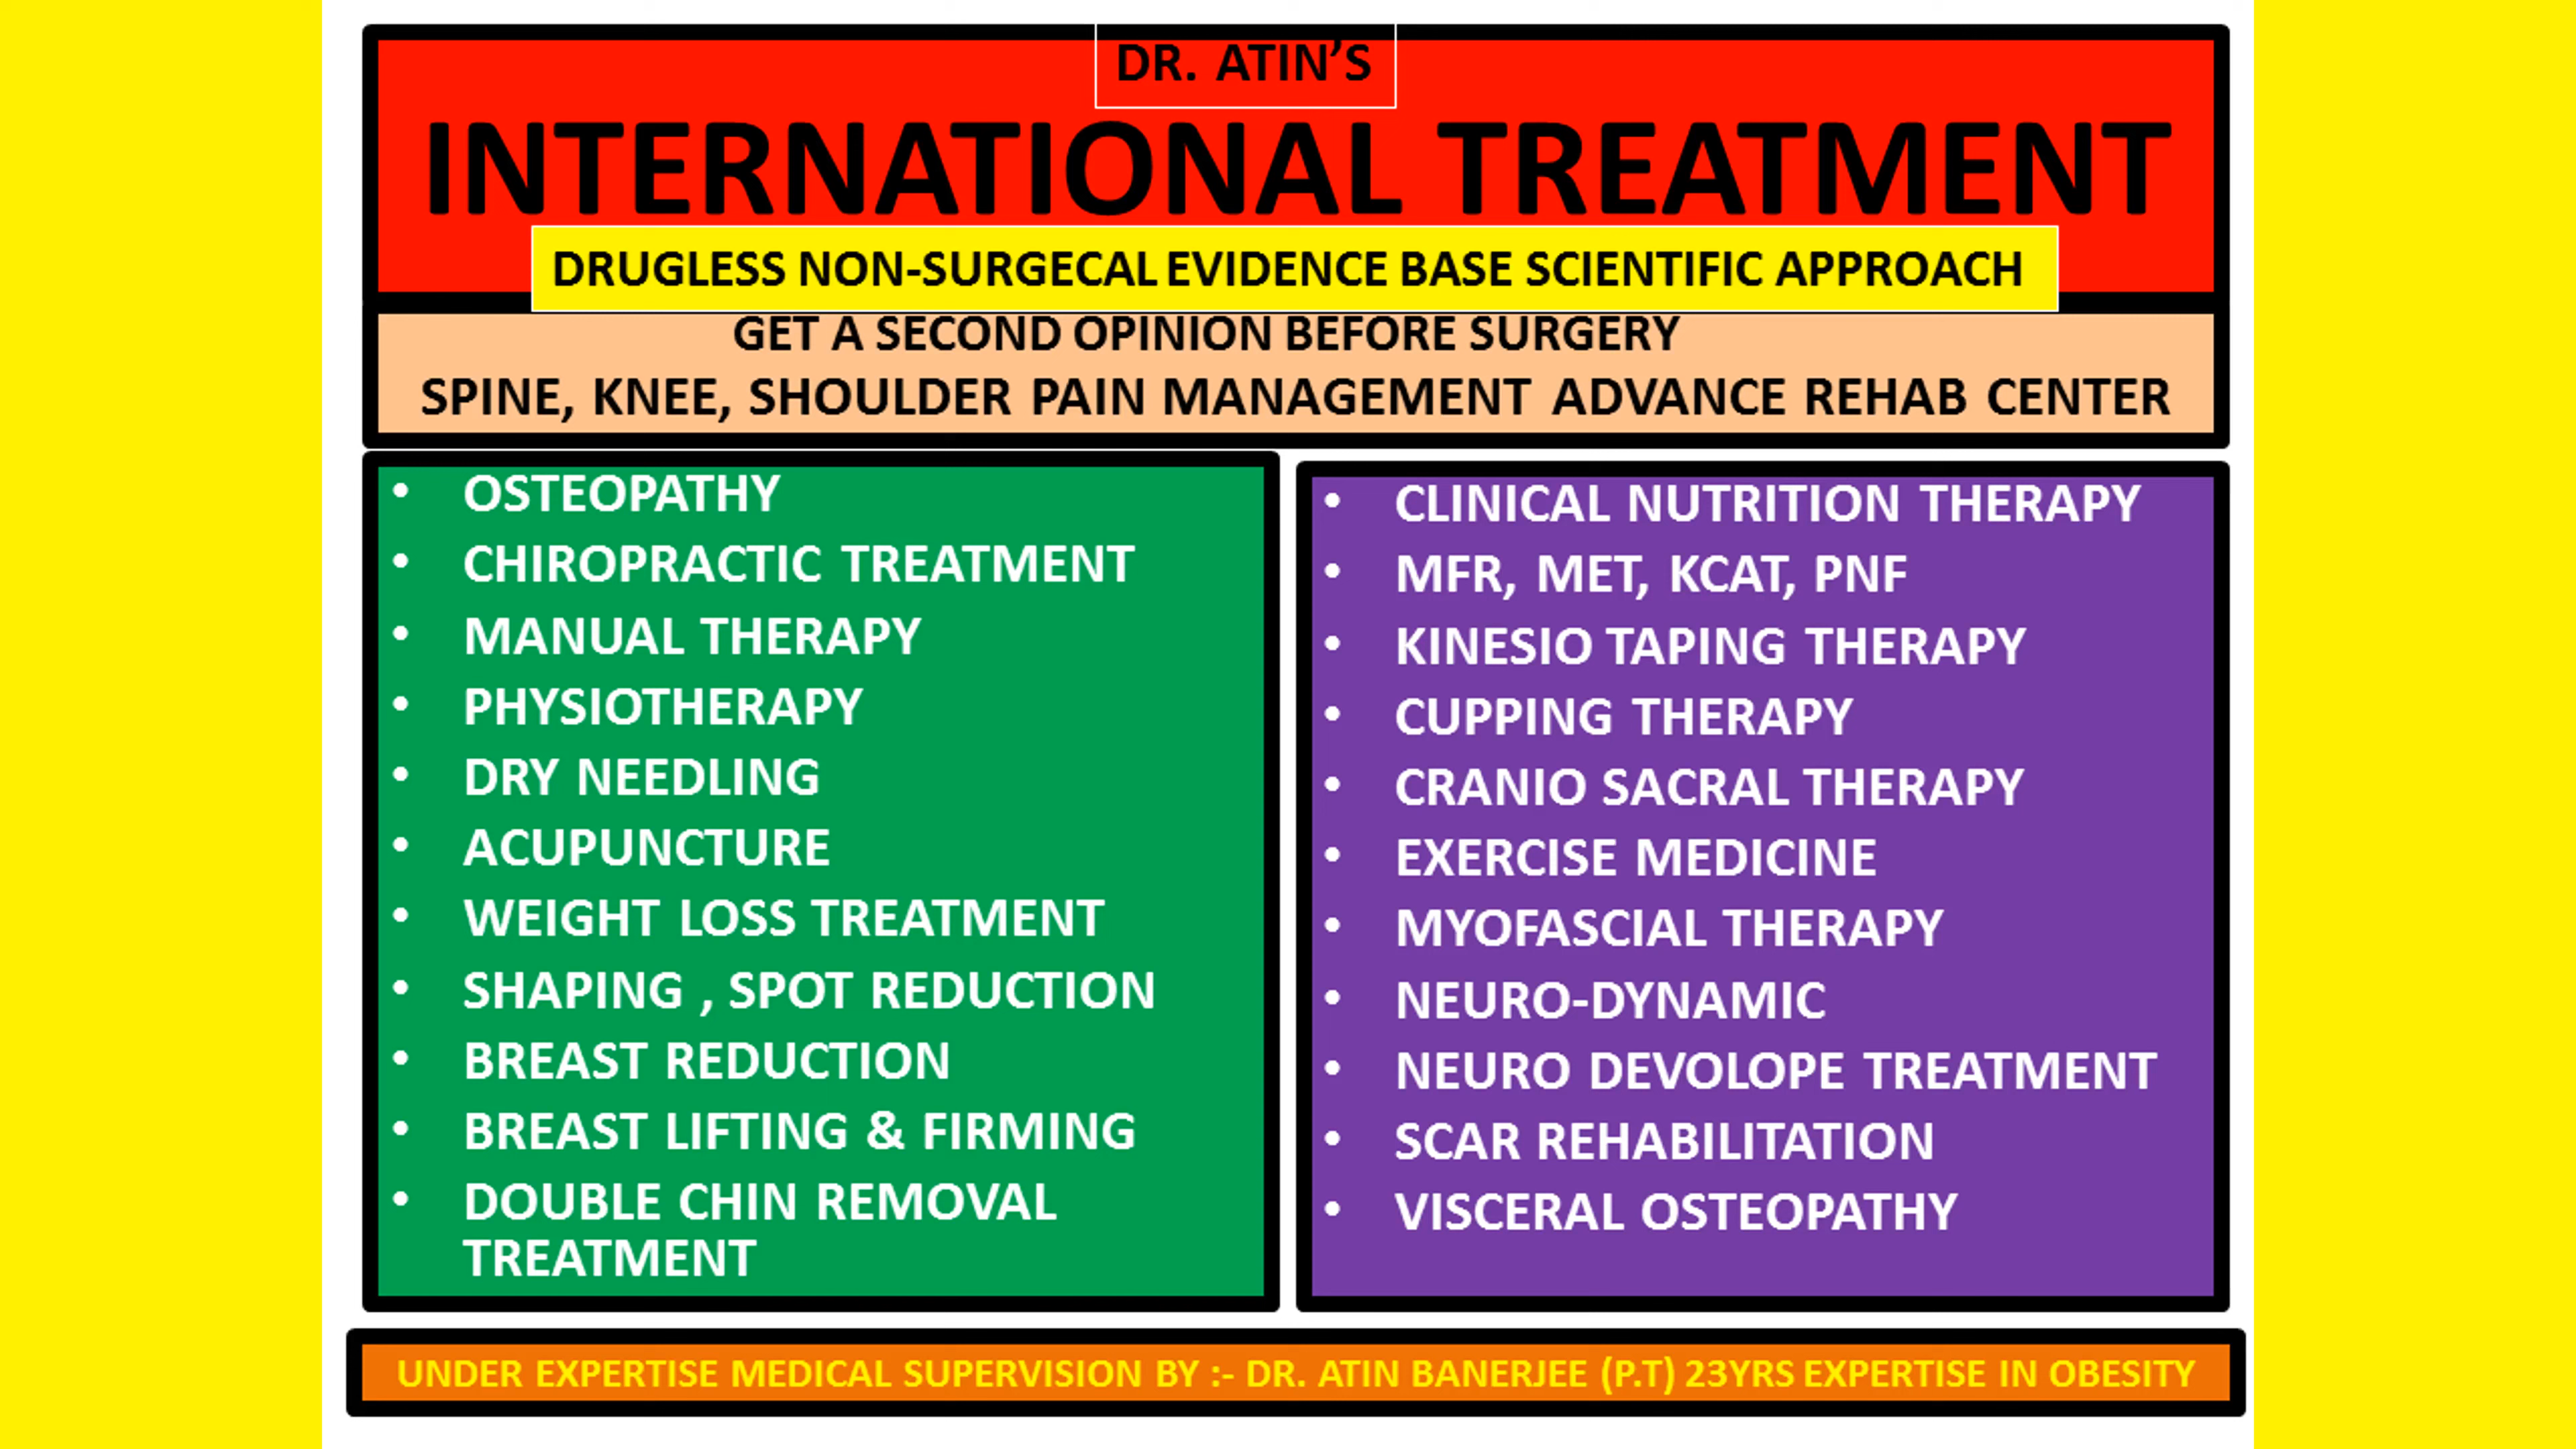 DR. ATIN’S
INTERNATIONAL TREATMENT
DRUGLESS NON-SURGECAL EVIDENCE BASE SCIENTIFIC APPROACH
GET A SECOND OPINION BEFORE SURGERY
SPINE, KNEE, SHOULDER PAIN MANAGEMENT ADVANCE REHAB CENTER
• OSTEOPATHY
• CHIROPRACTIC TREATMENT
• MANUAL THERAPY
• PHYSIOTHERAPY
• DRY NEEDLING
• ACUPUNCTURE
• WEIGHT LOSS TREATMENT
• SHAPING , SPOT REDUCTION
• BREAST REDUCTION
• BREAST LIFTING & FIRMING
• DOUBLE CHIN REMOVAL
TREATMENT
• CLINICAL NUTRITION THERAPY
• MFR, MET, KCAT, PNF
• KINESIO TAPING THERAPY
• CUPPING THERAPY
• CRANIO SACRAL THERAPY
• EXERCISE MEDICINE
• MYOFASCIAL THERAPY
• NEURO-DYNAMIC
• NEURO DEVOLOPE TREATMENT
• SCAR REHABILITATION
• VISCERAL OSTEOPATHY
UNDER EXPERTISE MEDICAL SUPERVISION BY :- DR. ATIN BANERJEE (P.T) 23YRS EXPERTISE IN OBESITY